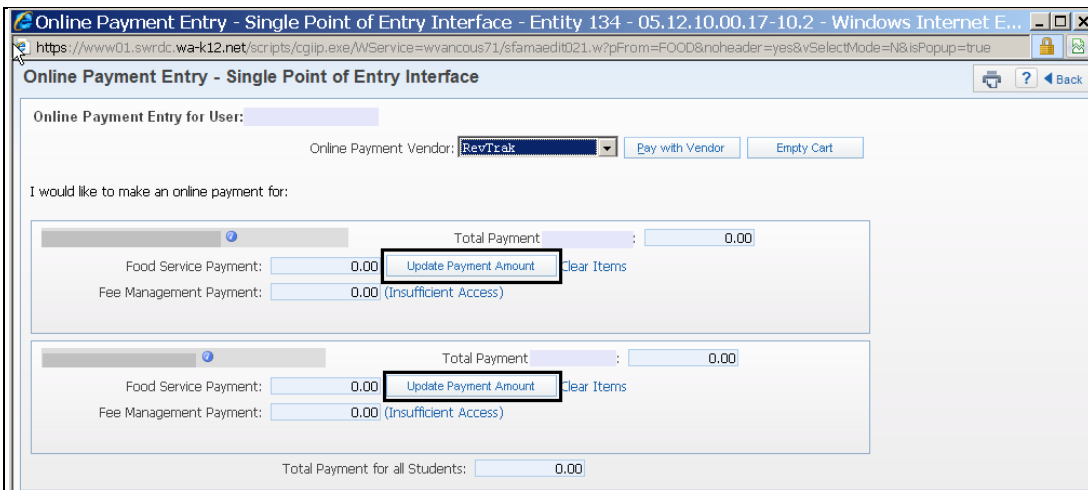 Online Payment Entry - Single Point of Entry Interface - Entity 134 - 05.12.10.00.17-10.2 - Windows Internet E...
https://www01.swrdc.wa-k12.net/scripts/cgiip.exe/WService=wvancous71/sfamaedit021.w?pFrom=FOOD&noheader=yes&vSelectMode=N&isPopup=true
Online Payment Entry - Single Point of Entry Interface ? Back
Online Payment Entry for User:
Online Payment Vendor: RevTrak Pay with Vendor Empty Cart
I would like to make an online payment for:
Total Payment : 0.00
Food Service Payment: 0.00 Update Payment Amount Clear Items
Fee Management Payment: 0.00 (Insufficient Access)
Total Payment : 0.00
Food Service Payment: 0.00 Update Payment Amount Clear Items
Fee Management Payment: 0.00 (Insufficient Access)
Total Payment for all Students: 0.00